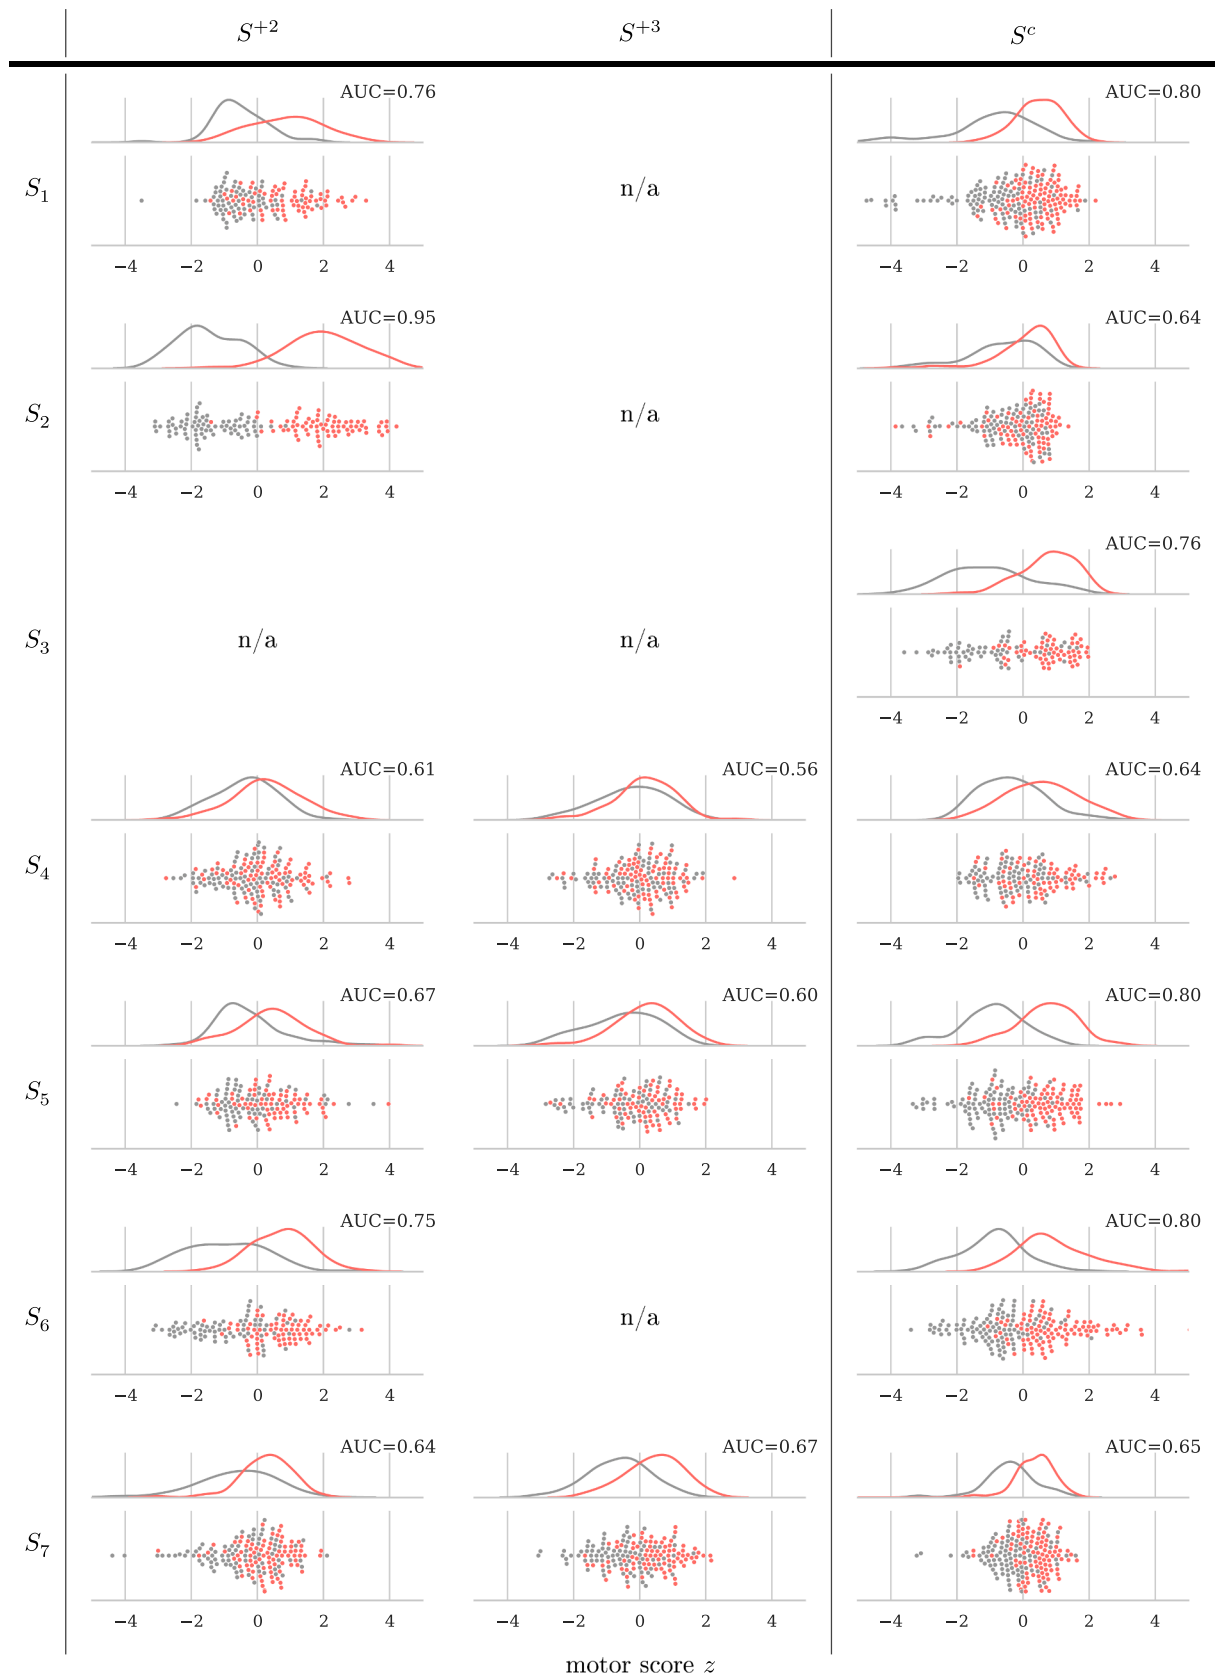 S⁺² S⁺³ Sᶜ
AUC=0.76 AUC=0.80
S₁ n/a
−4 −2 0 2 4 −4 −2 0 2 4
AUC=0.95 AUC=0.64
S₂ n/a
−4 −2 0 2 4 −4 −2 0 2 4
AUC=0.76
S₃ n/a n/a
−4 −2 0 2 4
AUC=0.61 AUC=0.56 AUC=0.64
S₄
−4 −2 0 2 4 −4 −2 0 2 4 −4 −2 0 2 4
AUC=0.67 AUC=0.60 AUC=0.80
S₅
−4 −2 0 2 4 −4 −2 0 2 4 −4 −2 0 2 4
AUC=0.75 AUC=0.80
S₆ n/a
−4 −2 0 2 4 −4 −2 0 2 4
AUC=0.64 AUC=0.67 AUC=0.65
S₇
−4 −2 0 2 4 −4 −2 0 2 4 −4 −2 0 2 4
motor score z